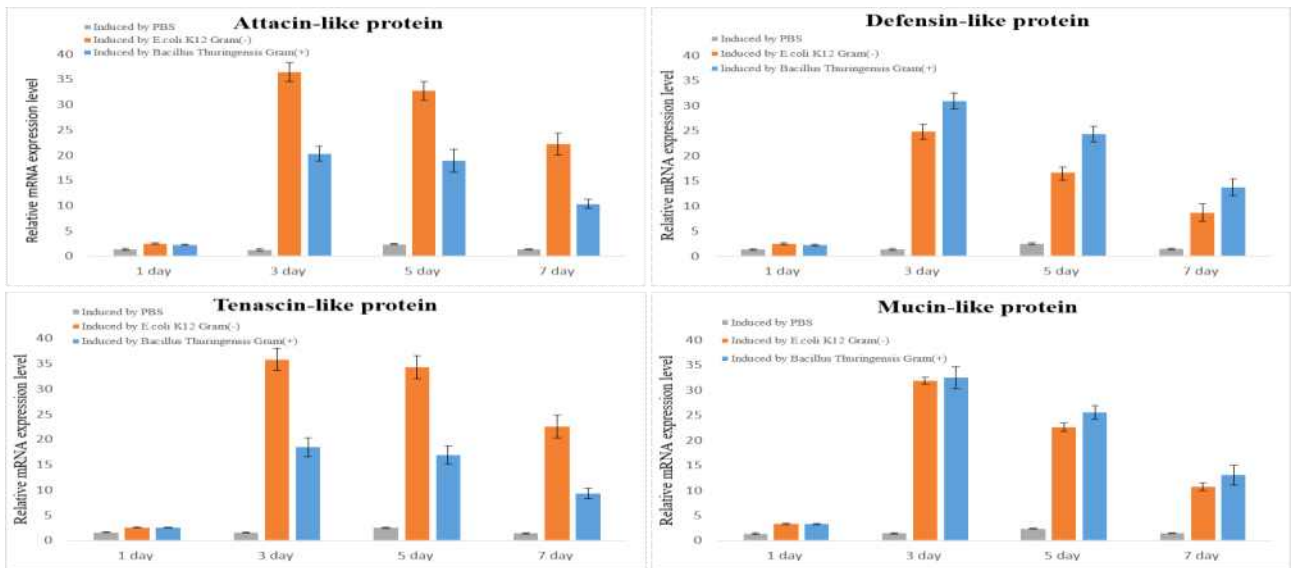 Attacin-like protein
Induced by PBS
Induced by E.coli K12 Gram(-)
Induced by Bacillus Thuringensis Gram(+)
Relative mRNA expression level
40
35
30
25
20
15
10
5
0
1 day
3 day
5 day
7 day
Defensin-like protein
Induced by PBS
Induced by E.coli K12 Gram(-)
Induced by Bacillus Thuringensis Gram(+)
Relative mRNA expression level
40
35
30
25
20
15
10
5
0
1 day
3 day
5 day
7 day
Tenascin-like protein
Induced by PBS
Induced by E.coli K12 Gram(-)
Induced by Bacillus Thuringensis Gram(+)
Relative mRNA expression level
40
35
30
25
20
15
10
5
0
1 day
3 day
5 day
7 day
Mucin-like protein
Induced by PBS
Induced by E.coli K12 Gram(-)
Induced by Bacillus Thuringensis Gram(+)
Relative mRNA expression level
40
35
30
25
20
15
10
5
0
1 day
3 day
5 day
7 day